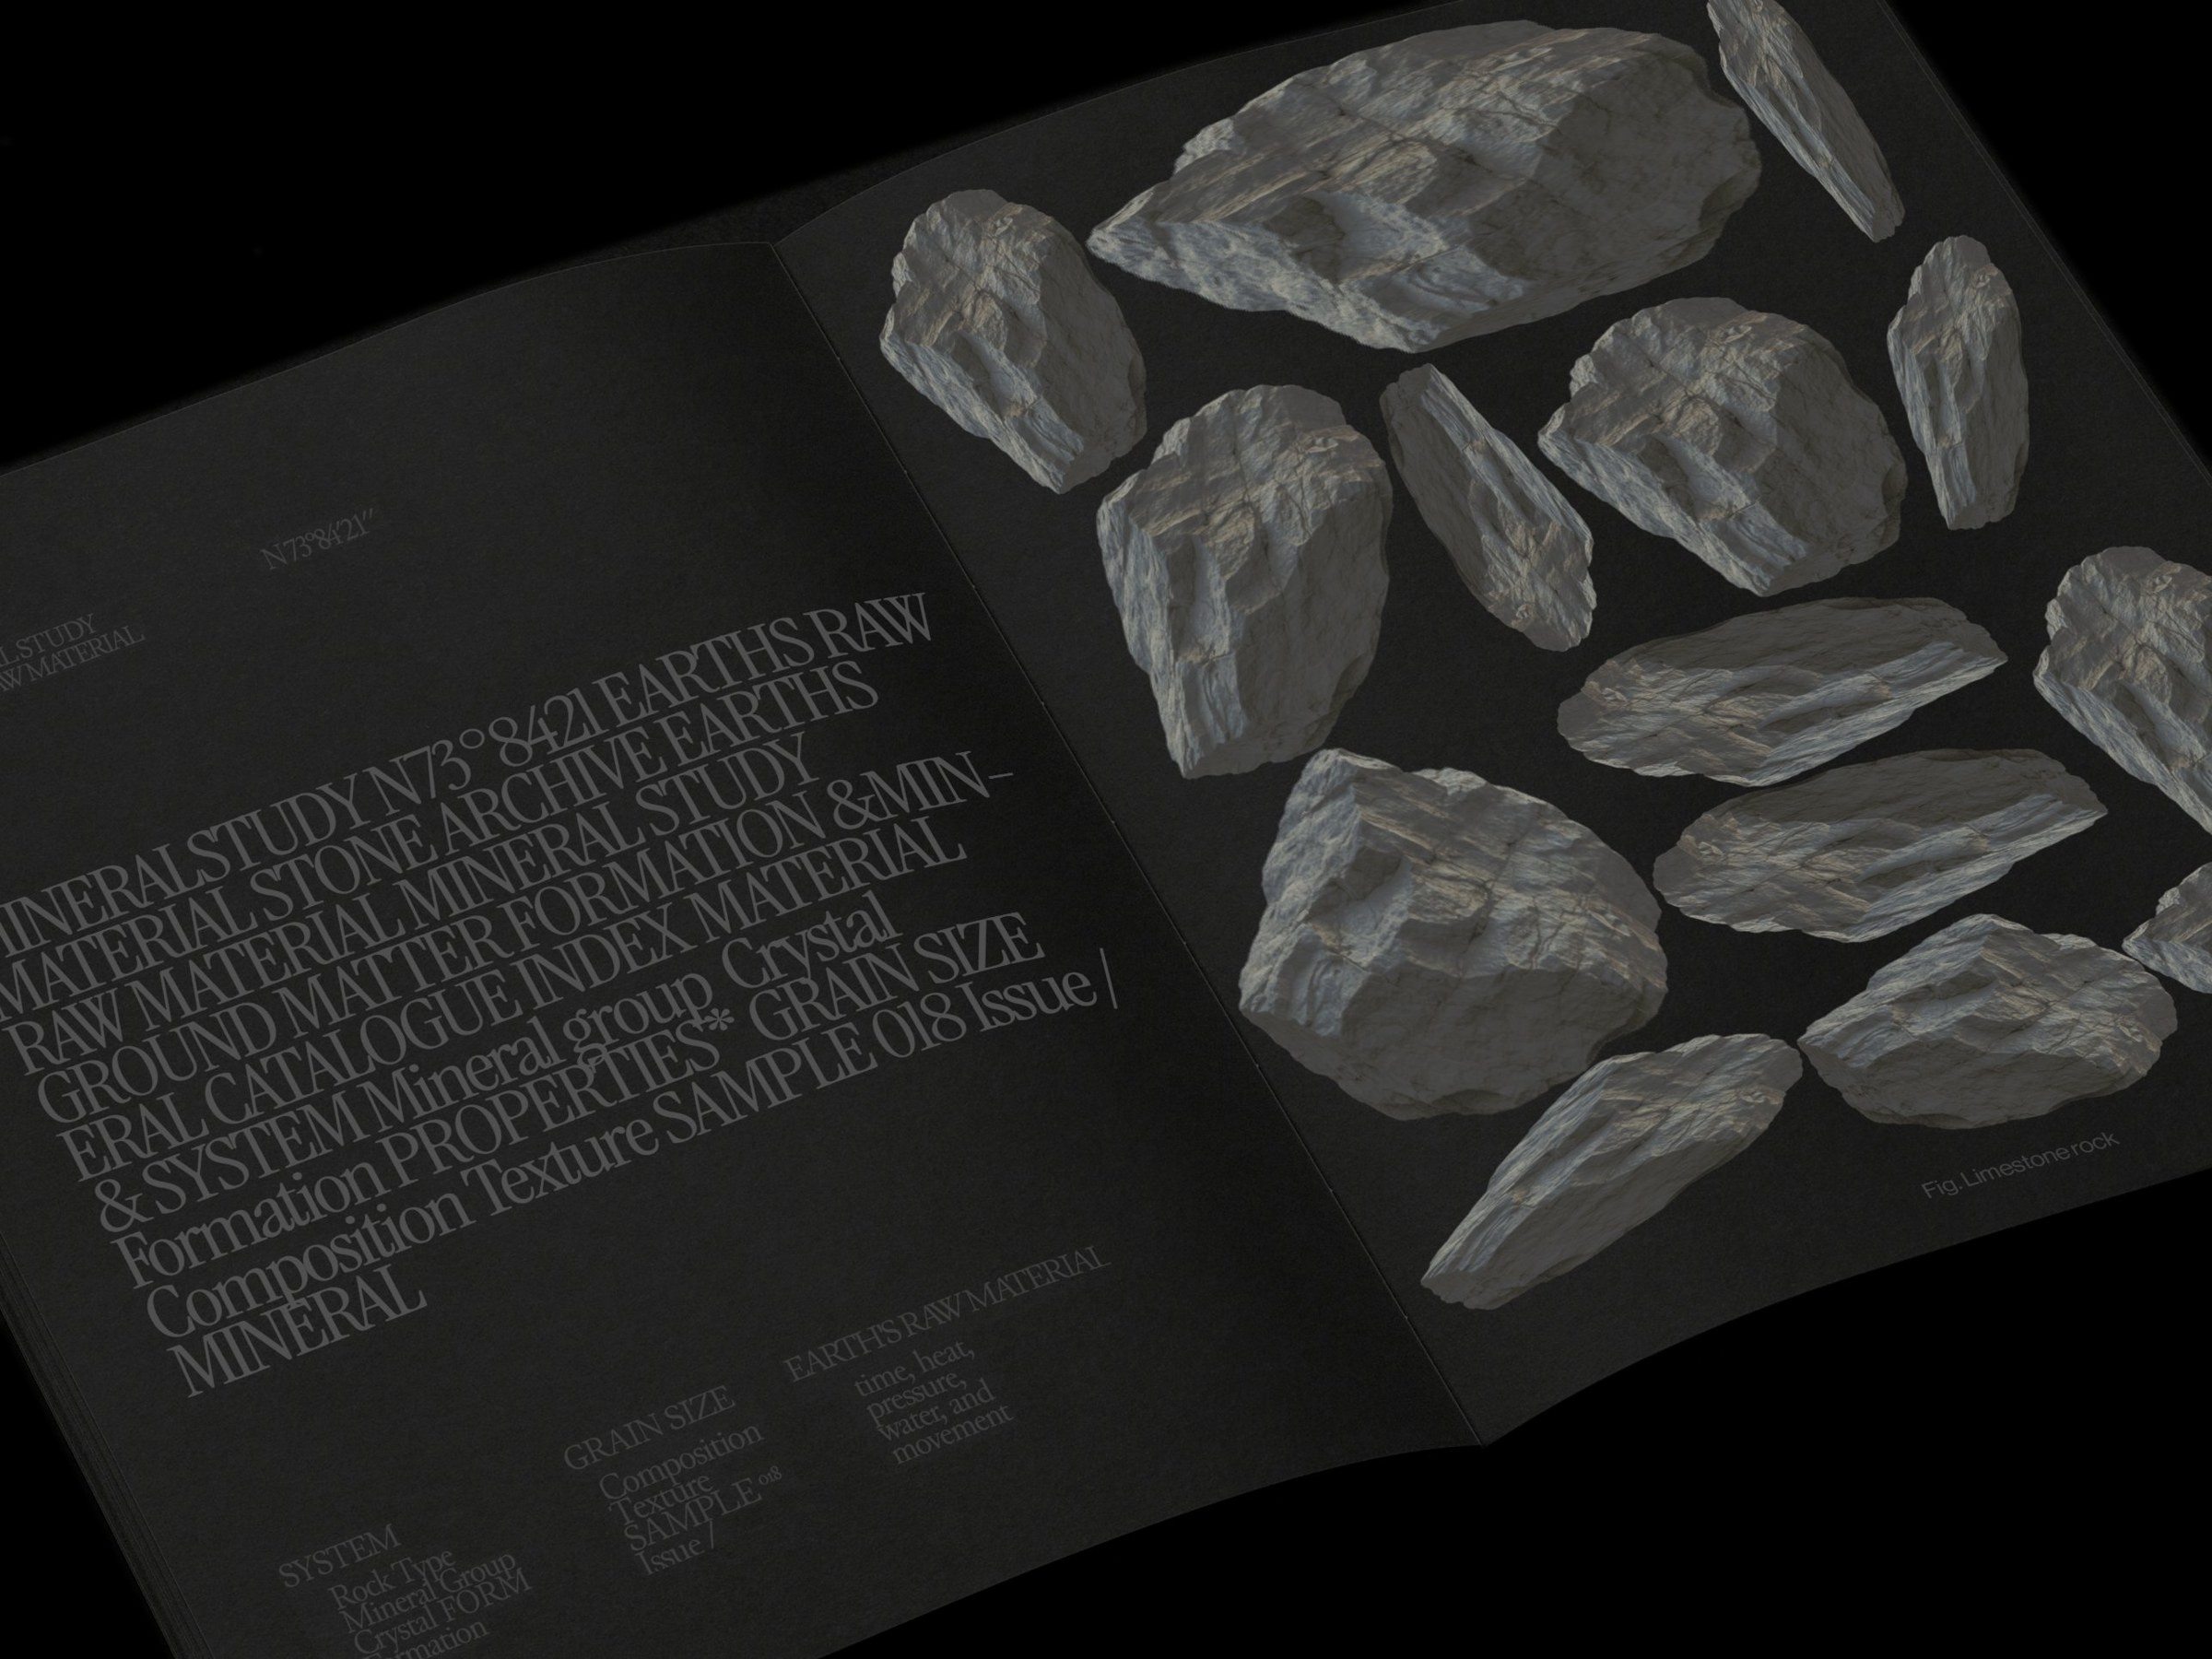 N73°84'21"
L STUDY
AW MATERIAL
INERAL STUDY N73°8421 EARTHS RAW
MATERIAL STONE ARCHIVE EARTHS
RAW MATERIAL MINERAL STUDY
GROUND MATTER FORMATION &MIN–
ERAL CATALOGUE INDEX MATERIAL
& SYSTEM Mineral group Crystal
Formation PROPERTIES* GRAIN SIZE
Composition Texture SAMPLE 018 Issue /
MINERAL
EARTH'S RAW MATERIAL
time, heat,
pressure,
water, and
movement
GRAIN SIZE
Composition
Texture
SAMPLE 018
Issue /
SYSTEM
Rock Type
Mineral Group
Crystal FORM
Formation
Fig. Limestone rock